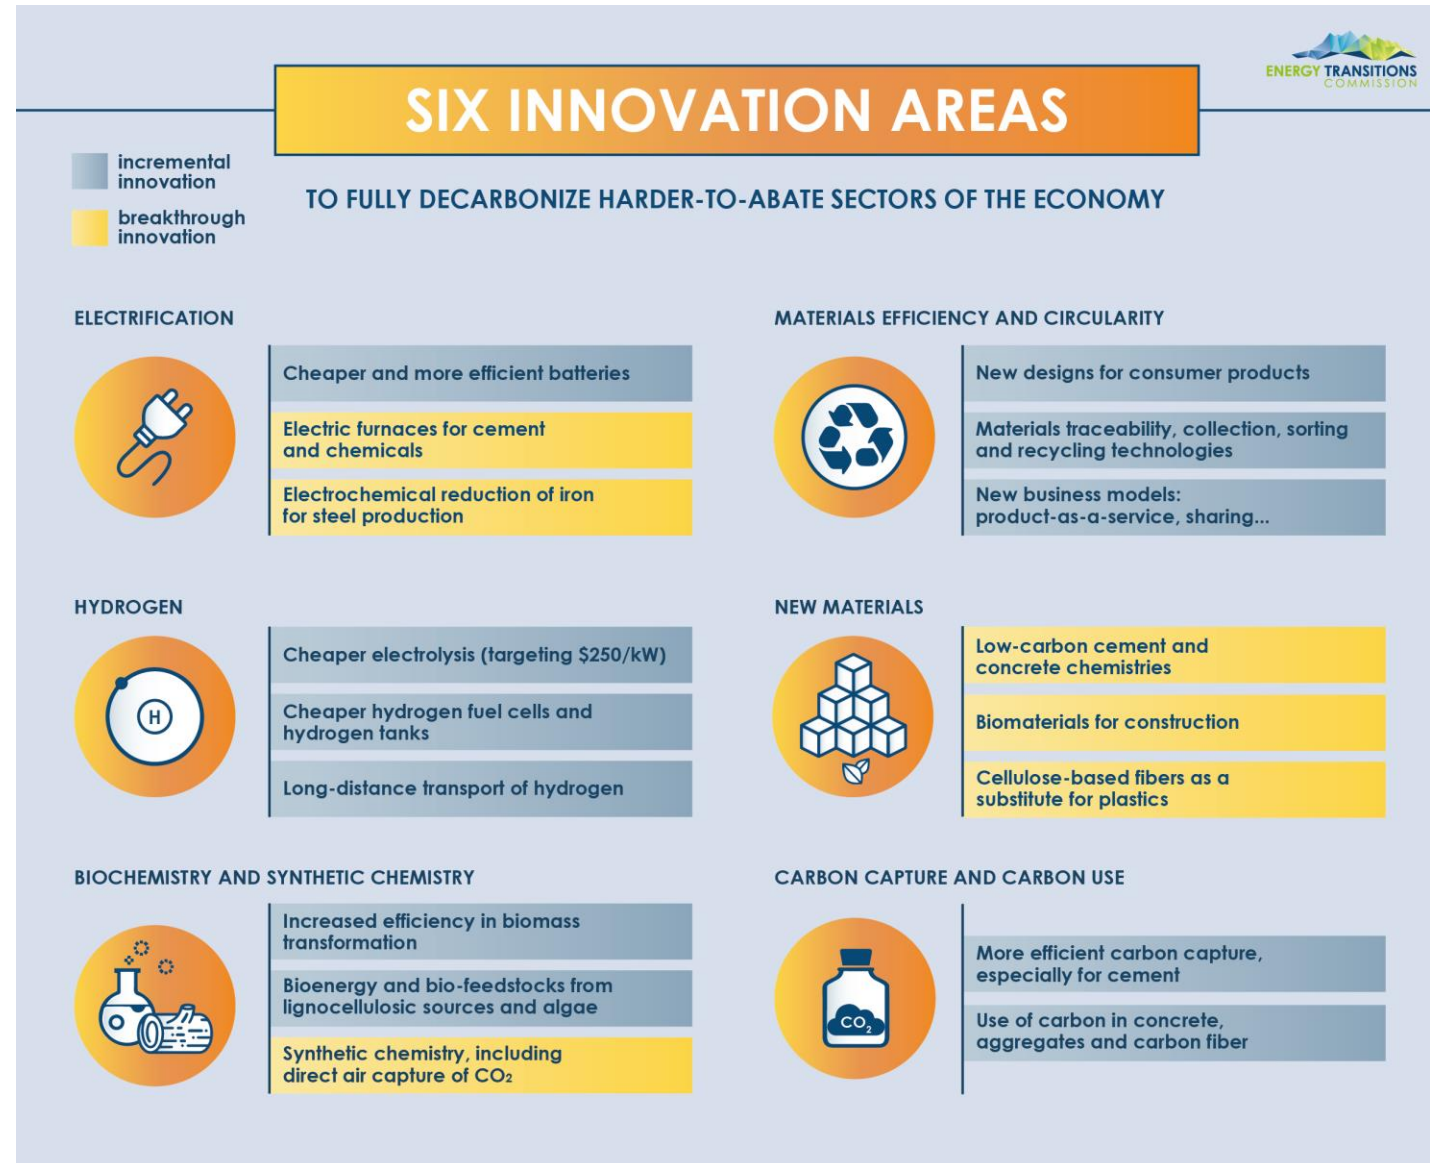 ENERGY TRANSITIONS
COMMISSION
SIX INNOVATION AREAS
incremental
innovation
breakthrough
innovation
TO FULLY DECARBONIZE HARDER-TO-ABATE SECTORS OF THE ECONOMY
ELECTRIFICATION
Cheaper and more efficient batteries
Electric furnaces for cement
and chemicals
Electrochemical reduction of iron
for steel production
MATERIALS EFFICIENCY AND CIRCULARITY
New designs for consumer products
Materials traceability, collection, sorting
and recycling technologies
New business models:
product-as-a-service, sharing...
HYDROGEN
H
Cheaper electrolysis (targeting $250/kW)
Cheaper hydrogen fuel cells and
hydrogen tanks
Long-distance transport of hydrogen
NEW MATERIALS
Low-carbon cement and
concrete chemistries
Biomaterials for construction
Cellulose-based fibers as a
substitute for plastics
BIOCHEMISTRY AND SYNTHETIC CHEMISTRY
Increased efficiency in biomass
transformation
Bioenergy and bio-feedstocks from
lignocellulosic sources and algae
Synthetic chemistry, including
direct air capture of CO₂
CARBON CAPTURE AND CARBON USE
CO₂
More efficient carbon capture,
especially for cement
Use of carbon in concrete,
aggregates and carbon fiber